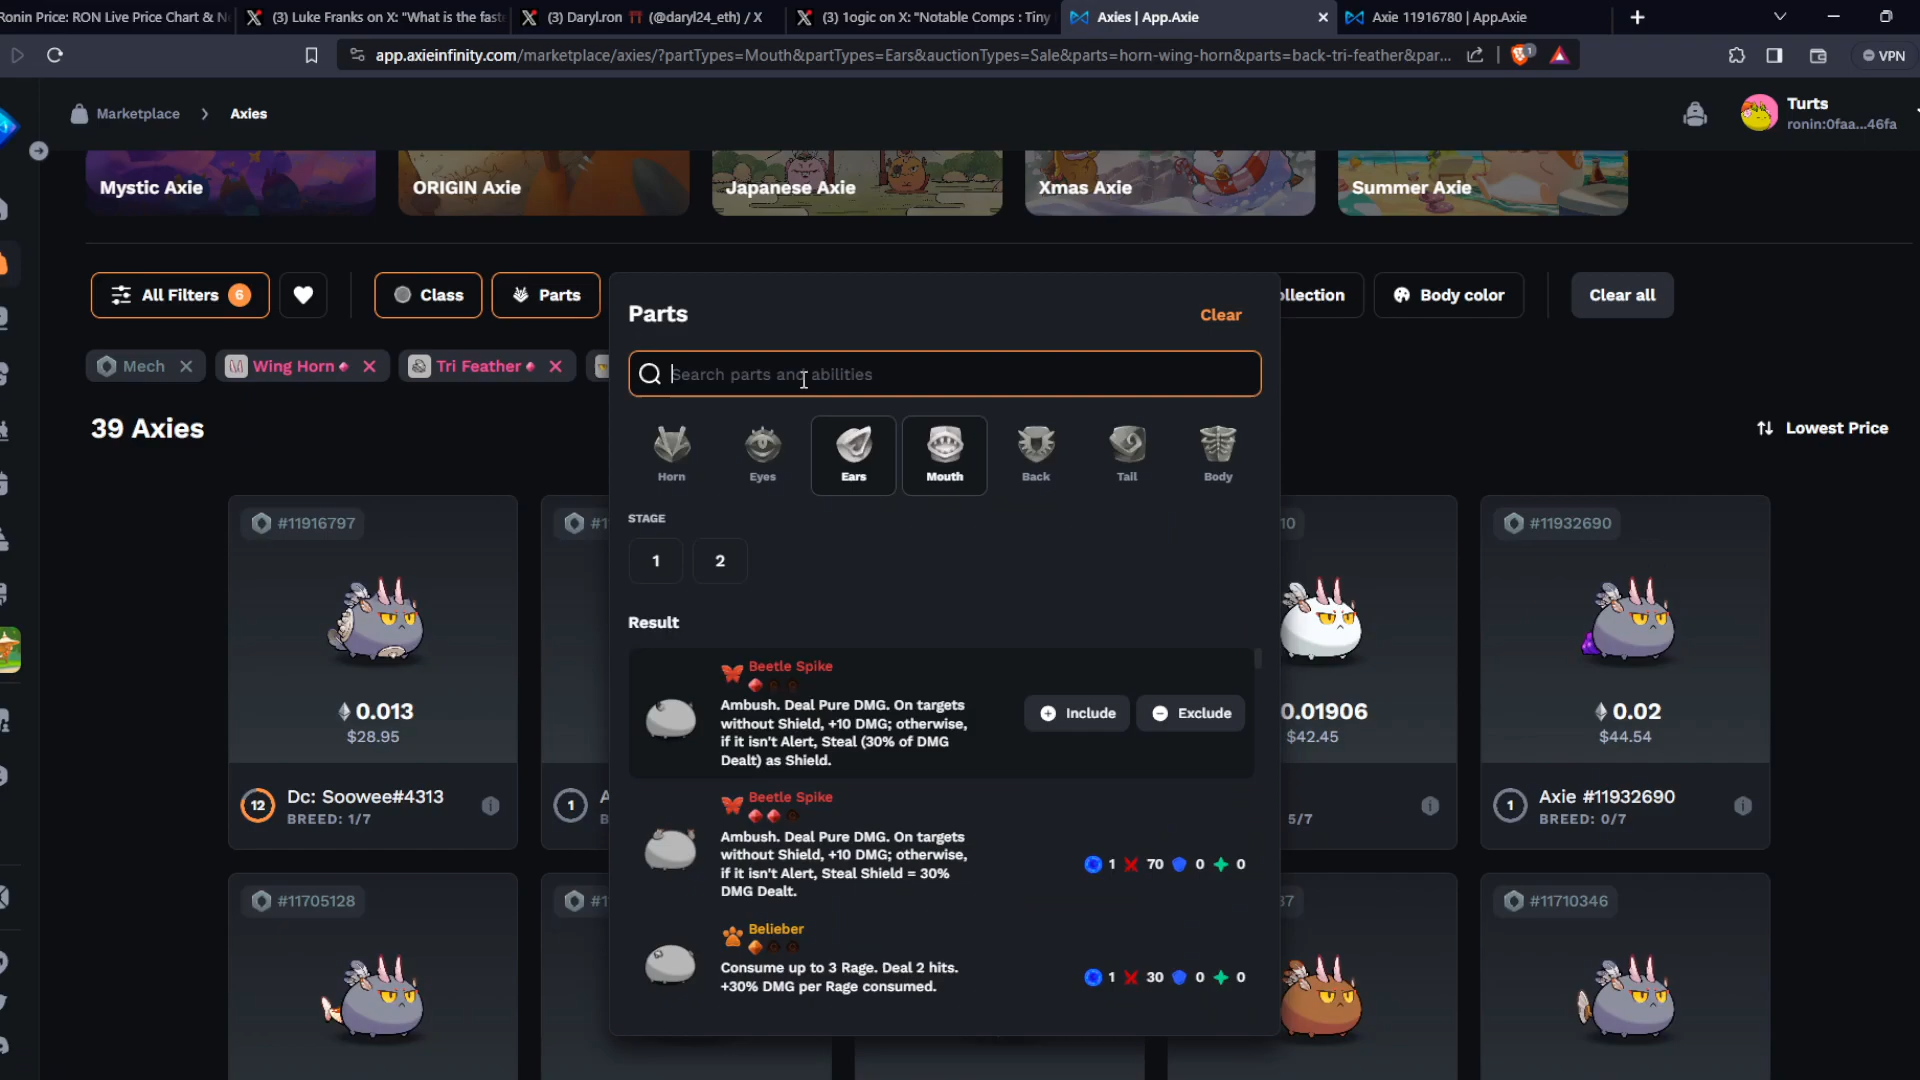 Ronin Price: RON Live Price Chart & N
(3) Luke Franks on X: "What is the faste
(3) Daryl.ron ⛩ (@daryl24_eth) / X
(3) 1ogic on X: "Notable Comps : Tiny
Axies | App.Axie
Axie 11916780 | App.Axie
app.axieinfinity.com/marketplace/axies/?partTypes=Mouth&partTypes=Ears&auctionTypes=Sale&parts=horn-wing-horn&parts=back-tri-feather&par...
1
VPN
Marketplace > Axies
Turts
ronin:0faa...46fa
Mystic Axie
ORIGIN Axie
Japanese Axie
Xmas Axie
Summer Axie
All Filters 6
Class
Parts
Body color
Clear all
Mech
Wing Horn
Tri Feather
39 Axies
Lowest Price
Parts
Clear
Search parts and abilities
Horn
Eyes
Ears
Mouth
Back
Tail
Body
STAGE
1
2
Result
Beetle Spike
Ambush. Deal Pure DMG. On targets
without Shield, +10 DMG; otherwise,
if it isn't Alert, Steal (30% of DMG
Dealt) as Shield.
Include
Exclude
Beetle Spike
Ambush. Deal Pure DMG. On targets
without Shield, +10 DMG; otherwise,
if it isn't Alert, Steal Shield = 30%
DMG Dealt.
1 70 0 0
Belieber
Consume up to 3 Rage. Deal 2 hits.
+30% DMG per Rage consumed.
1 30 0 0
#11916797
0.013
$28.95
12
Dc: Soowee#4313
BREED: 1/7
#1
1
A
B
10
0.01906
$42.45
5/7
#11932690
0.02
$44.54
1
Axie #11932690
BREED: 0/7
#11705128
#1
37
#11710346